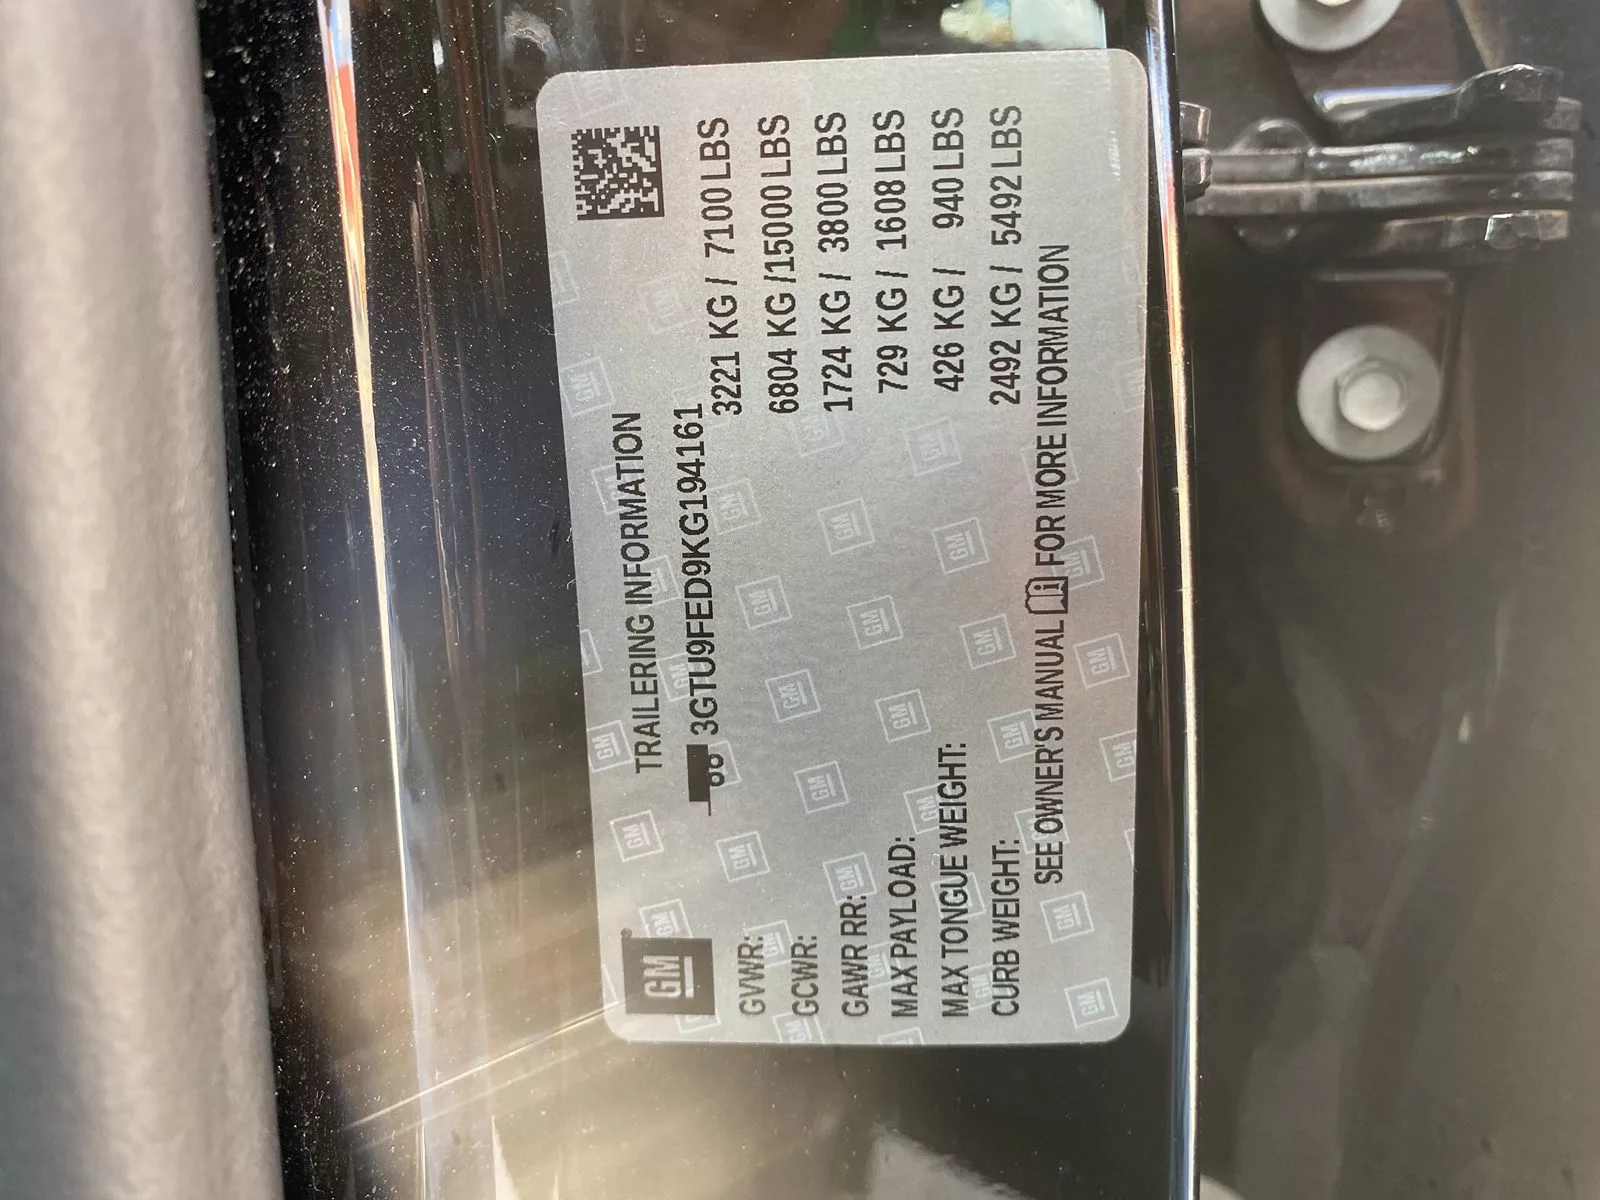 GM
TRAILERING INFORMATION
3GTU9FED9KG194161
GVWR: 3221 KG / 7100 LBS
GCWR: 6804 KG /15000 LBS
GAWR RR: 1724 KG / 3800 LBS
MAX PAYLOAD: 729 KG / 1608 LBS
MAX TONGUE WEIGHT: 426 KG / 940 LBS
CURB WEIGHT: 2492 KG / 5492 LBS
SEE OWNER'S MANUAL FOR MORE INFORMATION